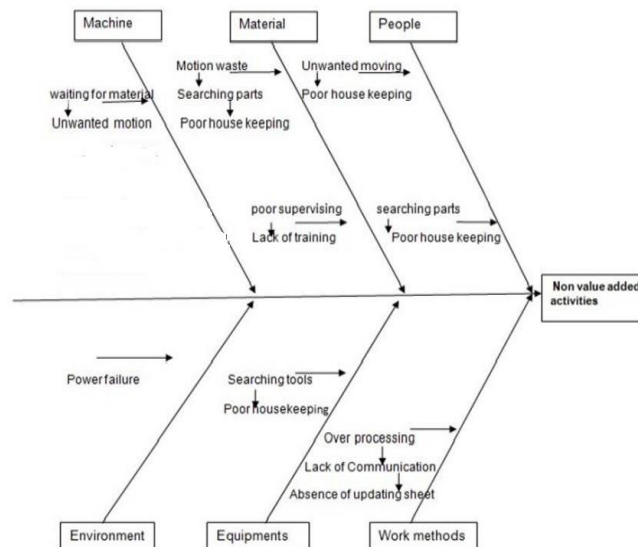 Machine
Material
People
Motion waste
Unwanted moving
waiting for material
Searching parts
Poor house keeping
Unwanted motion
Poor house keeping
poor supervising
searching parts
Lack of training
Poor house keeping
Non value added
activities
Power failure
Searching tools
Poor housekeeping
Over processing
Lack of Communication
Absence of updating sheet
Environment
Equipments
Work methods